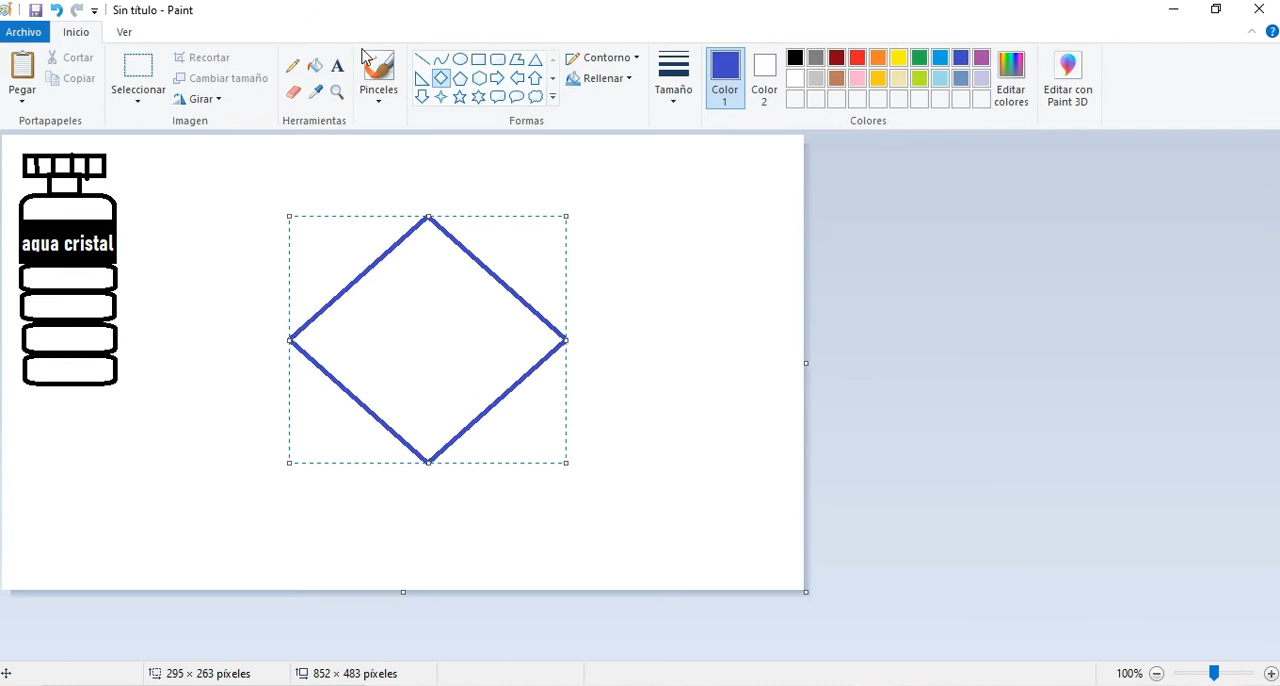 Sin título - Paint
Archivo Inicio Ver
Pegar
Cortar
Copiar
Portapapeles
Seleccionar
Recortar
Cambiar tamaño
Girar
Imagen
A
Herramientas
Pinceles
Contorno
Rellenar
Formas
Tamaño
Color
1
Color
2
Editar
colores
Colores
Editar con
Paint 3D
aqua cristal
295 × 263 píxeles
852 × 483 píxeles
100%